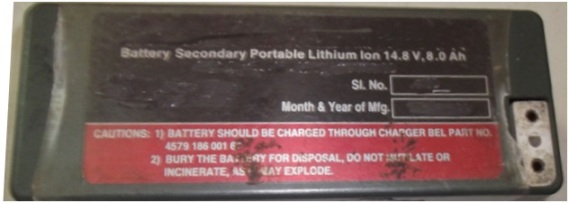 Battery Secondary Portable Lithium Ion 14.8 V, 8.0 Ah
Sl. No.
Month & Year of Mfg.
CAUTIONS: 1) BATTERY SHOULD BE CHARGED THROUGH CHARGER BEL PART NO.
4579 186 001
2) BURY THE BATTERY FOR DISPOSAL, DO NOT LATE OR
INCINERATE, AS MAY EXPLODE.